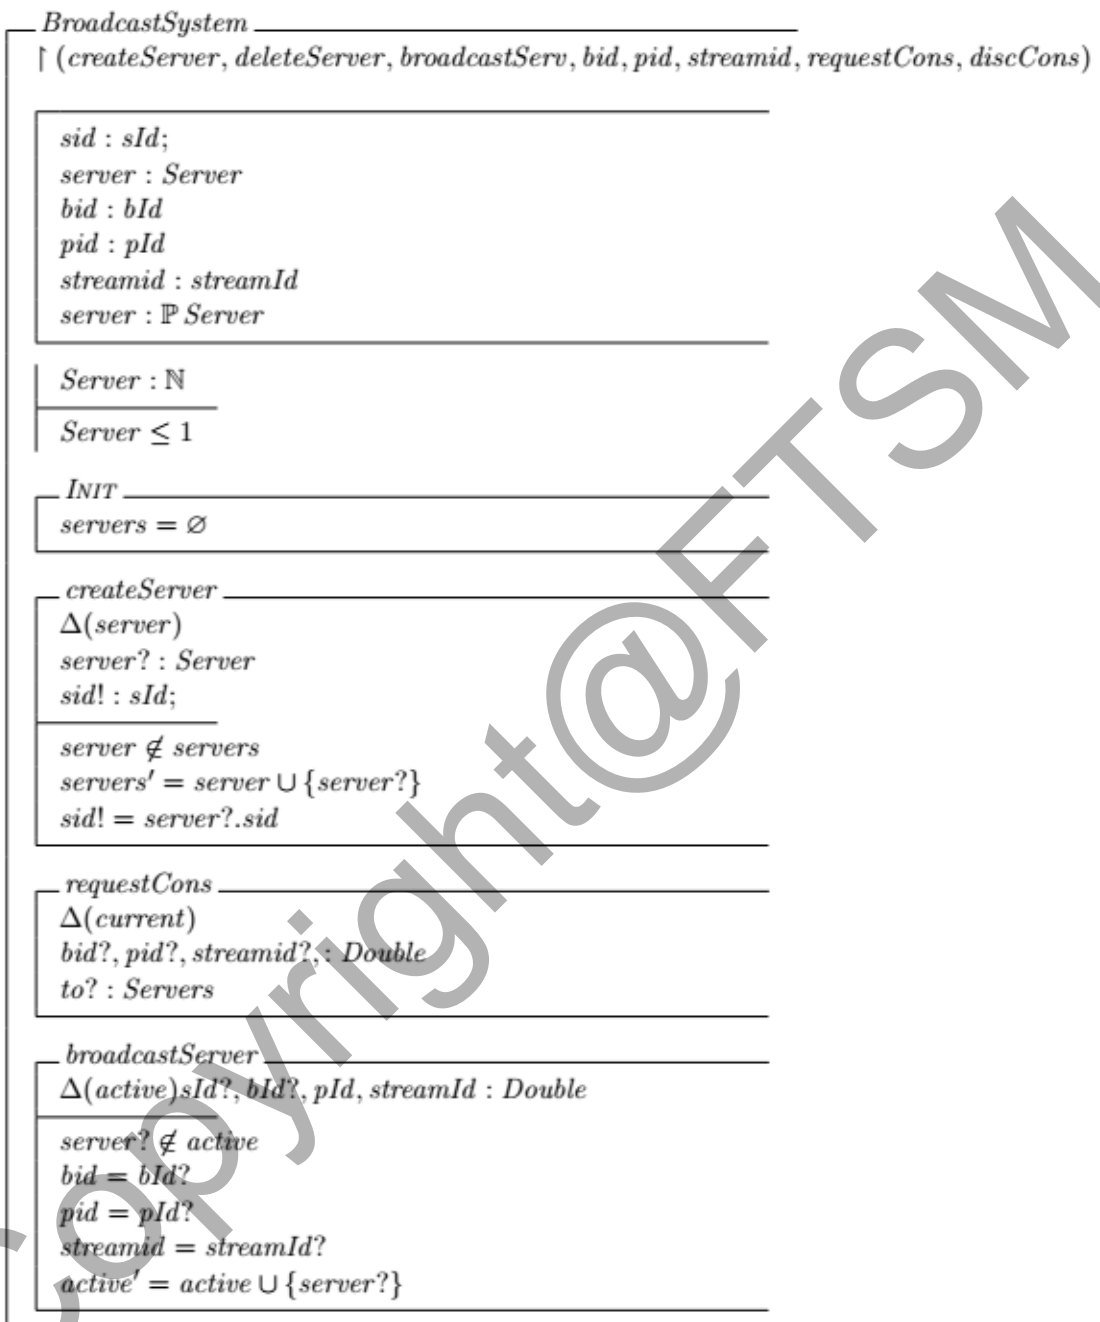 BroadcastSystem
↾ (createServer, deleteServer, broadcastServ, bid, pid, streamid, requestCons, discCons)
sid : sId;
server : Server
bid : bId
pid : pId
streamid : streamId
server : ℙ Server
Server : ℕ
Server ≤ 1
INIT
servers = ∅
createServer
Δ(server)
server? : Server
sid! : sId;
server ∉ servers
servers′ = server ∪ {server?}
sid! = server?.sid
requestCons
Δ(current)
bid?, pid?, streamid?, : Double
to? : Servers
broadcastServer
Δ(active)sId?, bId?, pId, streamId : Double
server? ∉ active
bid = bId?
pid = pId?
streamid = streamId?
active′ = active ∪ {server?}
Copyright@FTSM